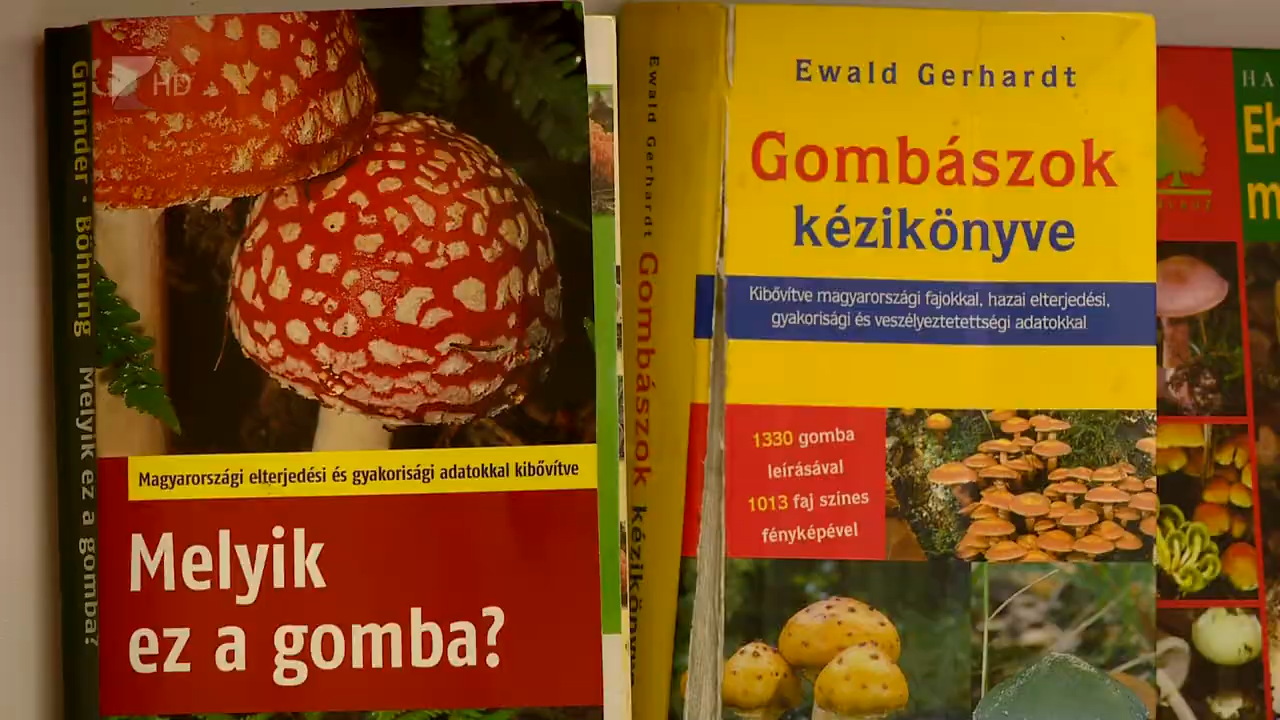 HD
Gminder · Böhning Melyik ez a gomba?
Magyarországi elterjedési és gyakorisági adatokkal kibővítve
Melyik
ez a gomba?
Ewald Gerhardt Gombászok kézikönyve
Ewald Gerhardt
Gombászok
kézikönyve
Kibővítve magyarországi fajokkal, hazai elterjedési,
gyakorisági és veszélyeztetettségi adatokkal
1330 gomba
leírásával
1013 faj színes
fényképével